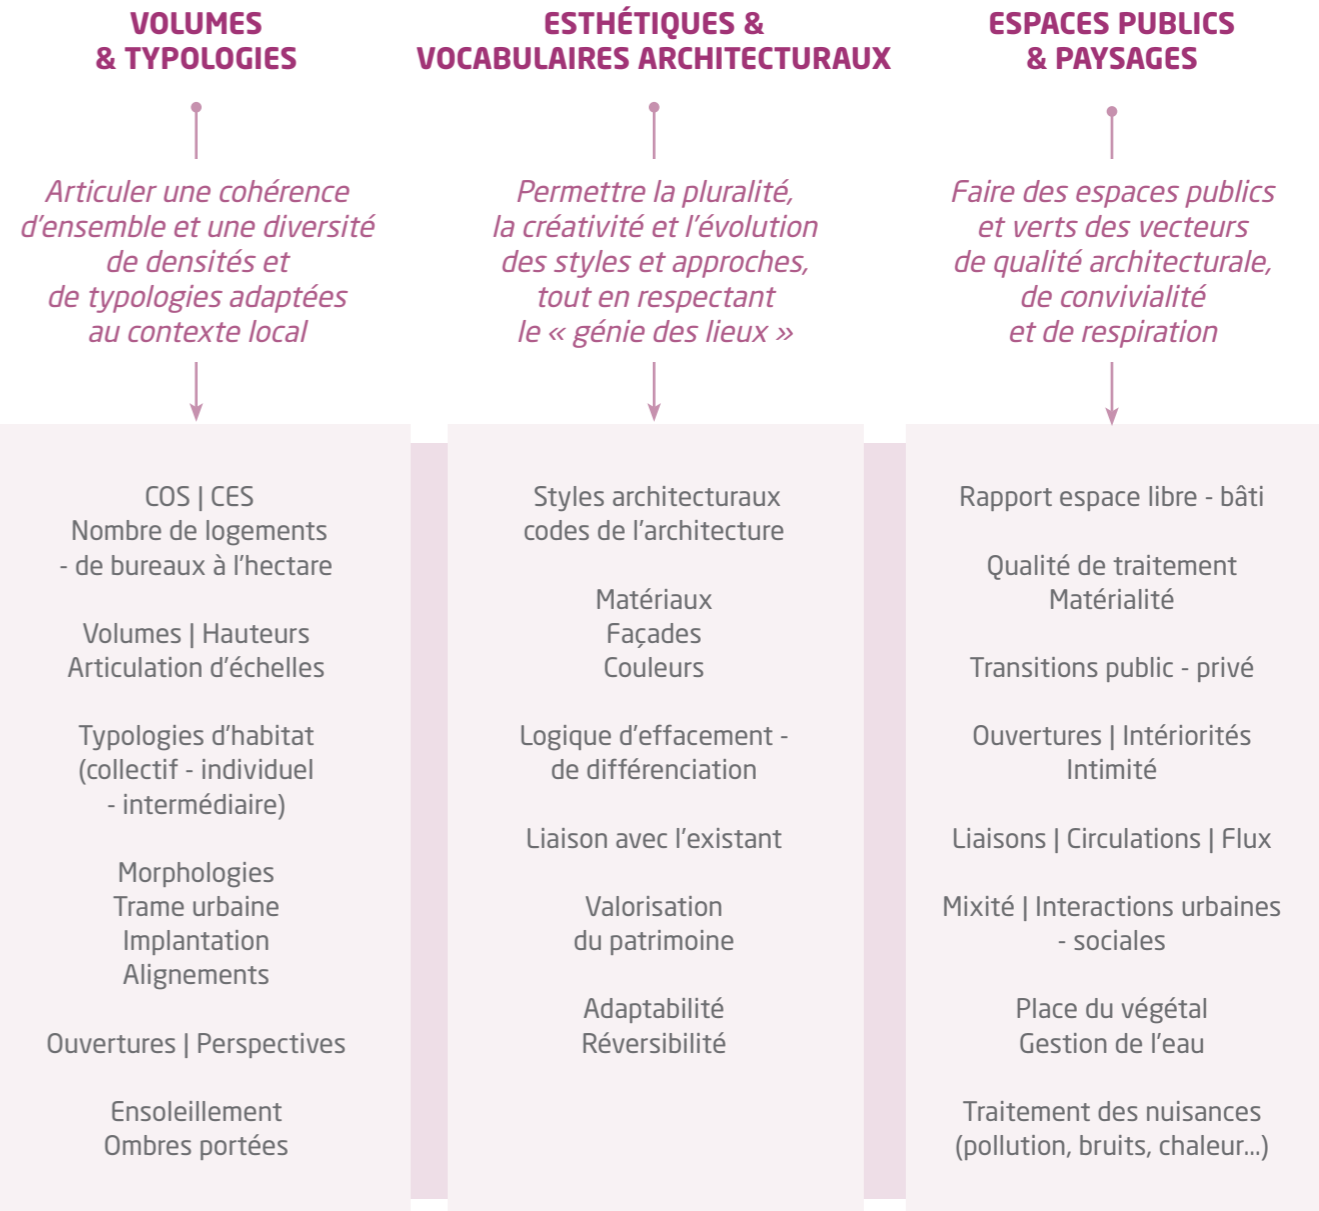 VOLUMES
& TYPOLOGIES
Articuler une cohérence
d’ensemble et une diversité
de densités et
de typologies adaptées
au contexte local
COS | CES
Nombre de logements
- de bureaux à l’hectare
Volumes | Hauteurs
Articulation d’échelles
Typologies d’habitat
(collectif - individuel
- intermédiaire)
Morphologies
Trame urbaine
Implantation
Alignements
Ouvertures | Perspectives
Ensoleillement
Ombres portées
ESTHÉTIQUES &
VOCABULAIRES ARCHITECTURAUX
Permettre la pluralité,
la créativité et l’évolution
des styles et approches,
tout en respectant
le « génie des lieux »
Styles architecturaux
codes de l’architecture
Matériaux
Façades
Couleurs
Logique d’effacement -
de différenciation
Liaison avec l’existant
Valorisation
du patrimoine
Adaptabilité
Réversibilité
ESPACES PUBLICS
& PAYSAGES
Faire des espaces publics
et verts des vecteurs
de qualité architecturale,
de convivialité
et de respiration
Rapport espace libre - bâti
Qualité de traitement
Matérialité
Transitions public - privé
Ouvertures | Intériorités
Intimité
Liaisons | Circulations | Flux
Mixité | Interactions urbaines
- sociales
Place du végétal
Gestion de l’eau
Traitement des nuisances
(pollution, bruits, chaleur...)